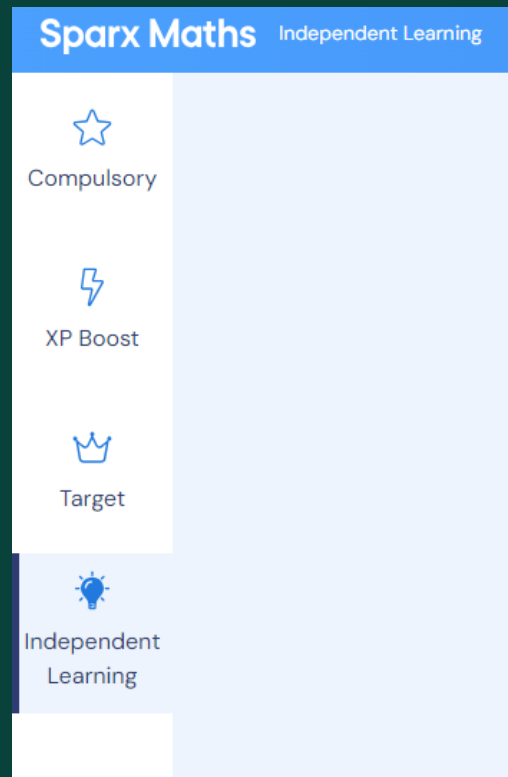 Sparx Maths Independent Learning
Compulsory
XP Boost
Target
Independent
Learning